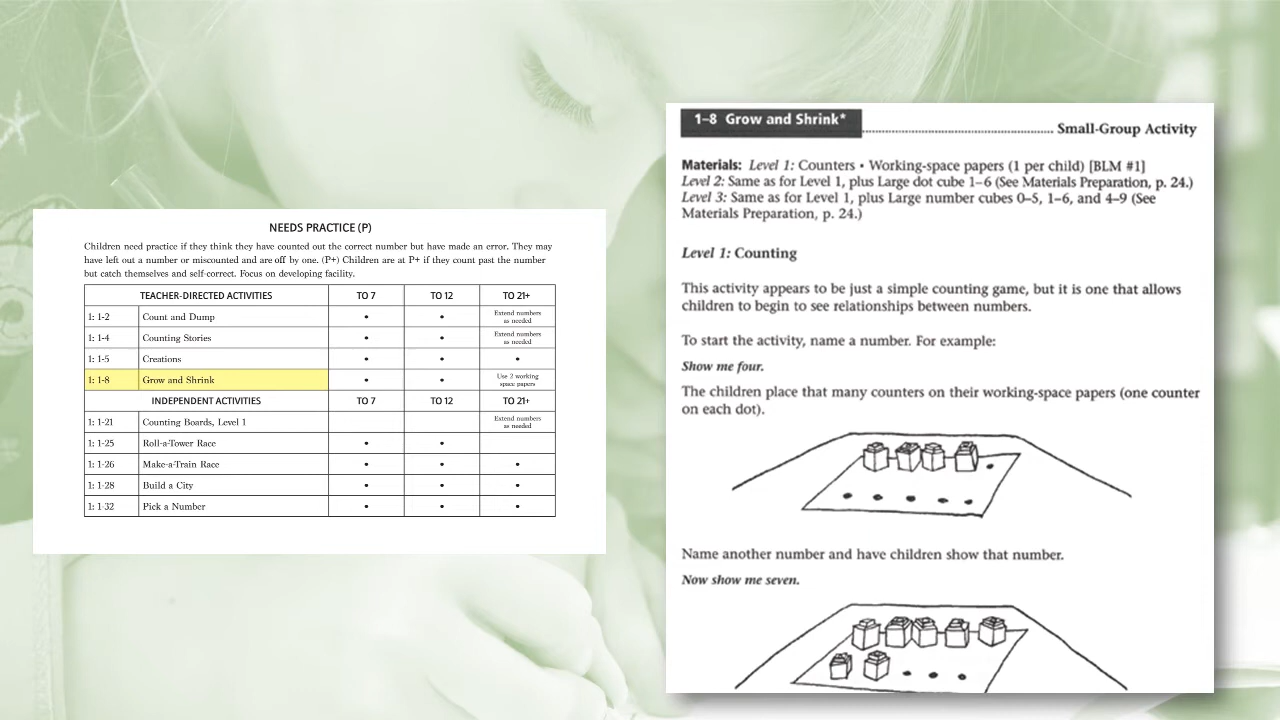 NEEDS PRACTICE (P)
Children need practice if they think they have counted out the correct number but have made an error. They may
have left out a number or miscounted and are off by one. (P+) Children are at P+ if they count past the number
but catch themselves and self-correct. Focus on developing facility.
TEACHER-DIRECTED ACTIVITIES TO 7 TO 12 TO 21+
1: 1-2 Count and Dump • • Extend numbers as needed
1: 1-4 Counting Stories • • Extend numbers as needed
1: 1-5 Creations • • •
1: 1-8 Grow and Shrink • • Use 2 working space papers
INDEPENDENT ACTIVITIES TO 7 TO 12 TO 21+
1: 1-21 Counting Boards, Level 1 Extend numbers as needed
1: 1-25 Roll-a-Tower Race • •
1: 1-26 Make-a-Train Race • • •
1: 1-28 Build a City • • •
1: 1-32 Pick a Number • • •
1–8 Grow and Shrink* Small-Group Activity
Materials: Level 1: Counters • Working-space papers (1 per child) [BLM #1]
Level 2: Same as for Level 1, plus Large dot cube 1–6 (See Materials Preparation, p. 24.)
Level 3: Same as for Level 1, plus Large number cubes 0–5, 1–6, and 4–9 (See
Materials Preparation, p. 24.)
Level 1: Counting
This activity appears to be just a simple counting game, but it is one that allows
children to begin to see relationships between numbers.
To start the activity, name a number. For example:
Show me four.
The children place that many counters on their working-space papers (one counter
on each dot).
Name another number and have children show that number.
Now show me seven.